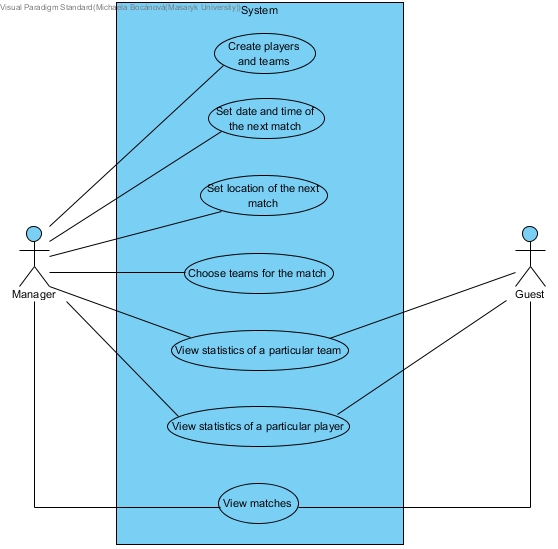 Visual Paradigm Standard(Michaela Bočánová(Masaryk University))
System
Create players
and teams
Set date and time of
the next match
Set location of the next
match
Choose teams for the match
Manager
Guest
View statistics of a particular team
View statistics of a particular player
View matches